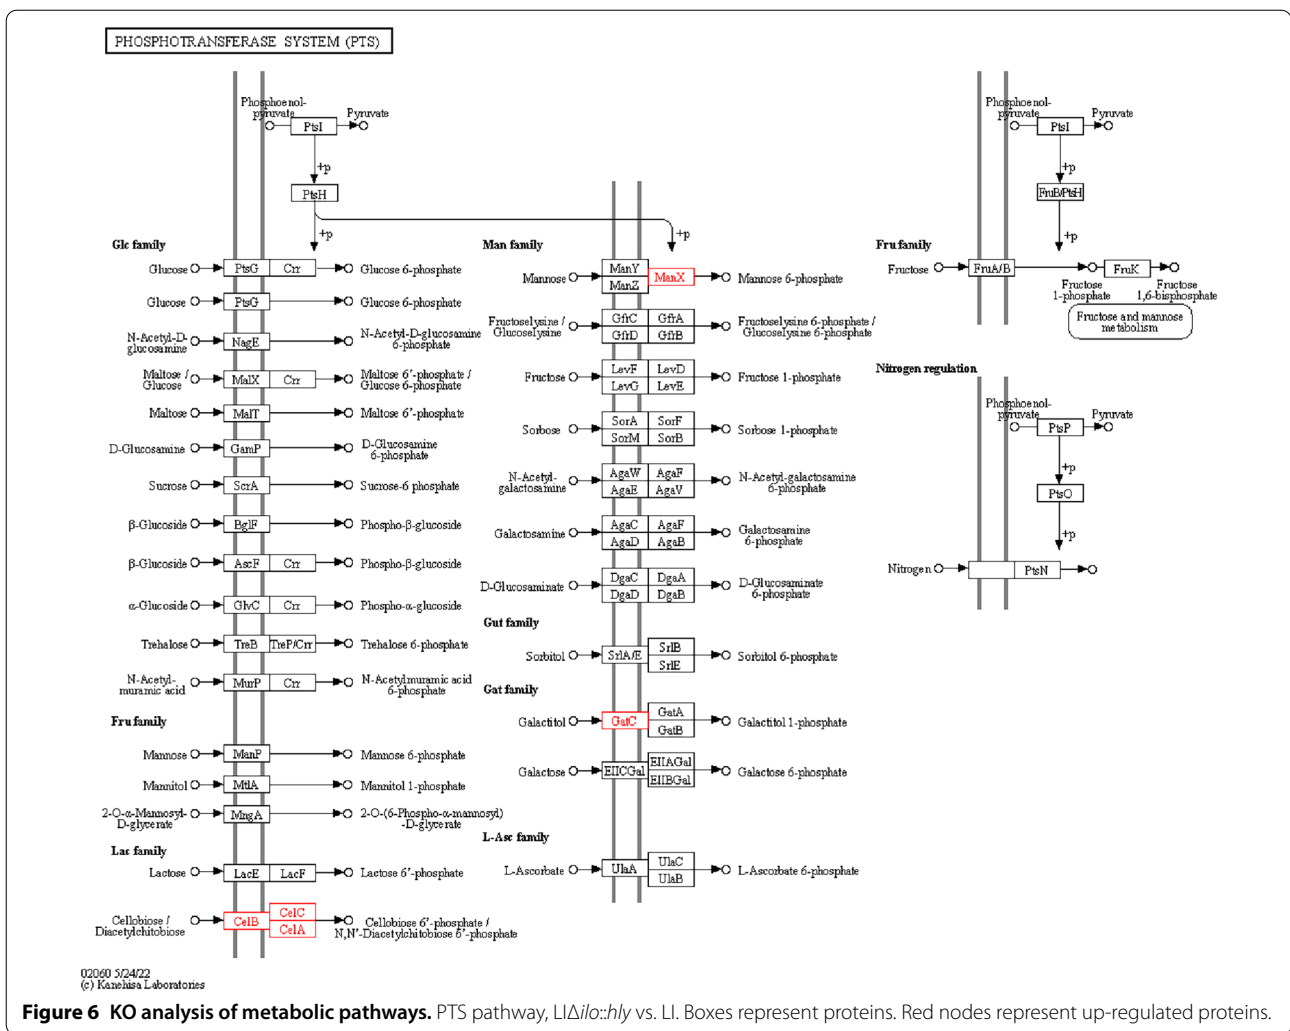 PHOSPHOTRANSFERASE SYSTEM (PTS)
Phosphoenol-
pyruvate
Pyruvate
PtsI
+p
PtsH
+p
+p
Glc family
Glucose
PtsG
Crr
Glucose 6-phosphate
Glucose
PtsG
Glucose 6-phosphate
N-Acetyl-D-
glucosamine
NagE
N-Acetyl-D-glucosamine
6-phosphate
Maltose /
Glucose
MalX
Crr
Maltose 6'-phosphate /
Glucose 6-phosphate
Maltose
MalT
Maltose 6'-phosphate
D-Glucosamine
GamP
D-Glucosamine
6-phosphate
Sucrose
ScrA
Sucrose-6 phosphate
β-Glucoside
BglF
Phospho-β-glucoside
β-Glucoside
AscF
Crr
Phospho-β-glucoside
α-Glucoside
GlvC
Crr
Phospho-α-glucoside
Trehalose
TreB
TreP/Crr
Trehalose 6-phosphate
N-Acetyl-
muramic acid
MurP
Crr
N-Acetylmuramic acid
6-phosphate
Fru family
Mannose
ManP
Mannose 6-phosphate
Mannitol
MtlA
Mannitol 1-phosphate
2-O-α-Mannosyl-
D-glycerate
MngA
2-O-(6-Phospho-α-mannosyl)
-D-glycerate
Lac family
Lactose
LacE
LacF
Lactose 6'-phosphate
Cellobiose /
Diacetylchitobiose
CelB
CelC
CelA
Cellobiose 6'-phosphate /
N,N'-Diacetylchitobiose 6'-phosphate
Man family
Mannose
ManY
ManZ
ManX
Mannose 6-phosphate
Fructoselysine /
Glucoselysine
GfrC
GfrA
GfrD
GfrB
Fructoselysine 6-phosphate /
Glucoselysine 6-phosphate
Fructose
LevF
LevD
LevG
LevE
Fructose 1-phosphate
Sorbose
SorA
SorF
SorM
SorB
Sorbose 1-phosphate
N-Acetyl-
galactosamine
AgaW
AgaF
AgaE
AgaV
N-Acetyl-galactosamine
6-phosphate
Galactosamine
AgaC
AgaF
AgaD
AgaB
Galactosamine
6-phosphate
D-Glucosaminate
DgaC
DgaA
DgaD
DgaB
D-Glucosaminate
6-phosphate
Gut family
Sorbitol
SrlA/E
SrlB
SrlE
Sorbitol 6-phosphate
Gat family
Galactitol
GatC
GatA
GatB
Galactitol 1-phosphate
Galactose
EIICGal
EIIAGal
EIIBGal
Galactose 6-phosphate
L-Asc family
L-Ascorbate
UlaA
UlaC
UlaB
L-Ascorbate 6-phosphate
Phosphoenol-
pyruvate
Pyruvate
PtsI
+p
FruB/PtsH
+p
Fru family
Fructose
FruA/B
FruK
Fructose
1-phosphate
Fructose
1,6-bisphosphate
Fructose and mannose
metabolism
Nitrogen regulation
Phosphoenol-
pyruvate
Pyruvate
PtsP
+p
PtsO
+p
Nitrogen
PtsN
02060 5/24/22
(c) Kanehisa Laboratories
Figure 6 KO analysis of metabolic pathways. PTS pathway, LIΔilo::hly vs. LI. Boxes represent proteins. Red nodes represent up-regulated proteins.